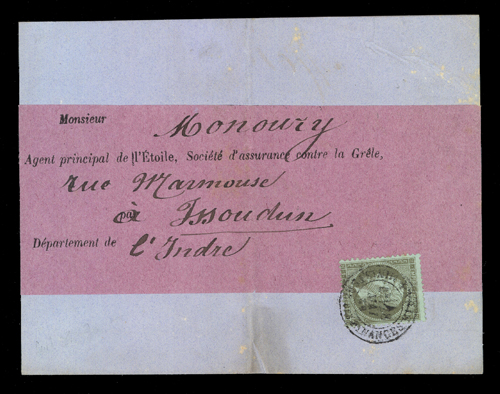 Monsieur Monoury
Agent principal de l'Étoile, Société d'assurance contre la Grêle,
rue Marmouse
à Issoudun
Département de l'Indre